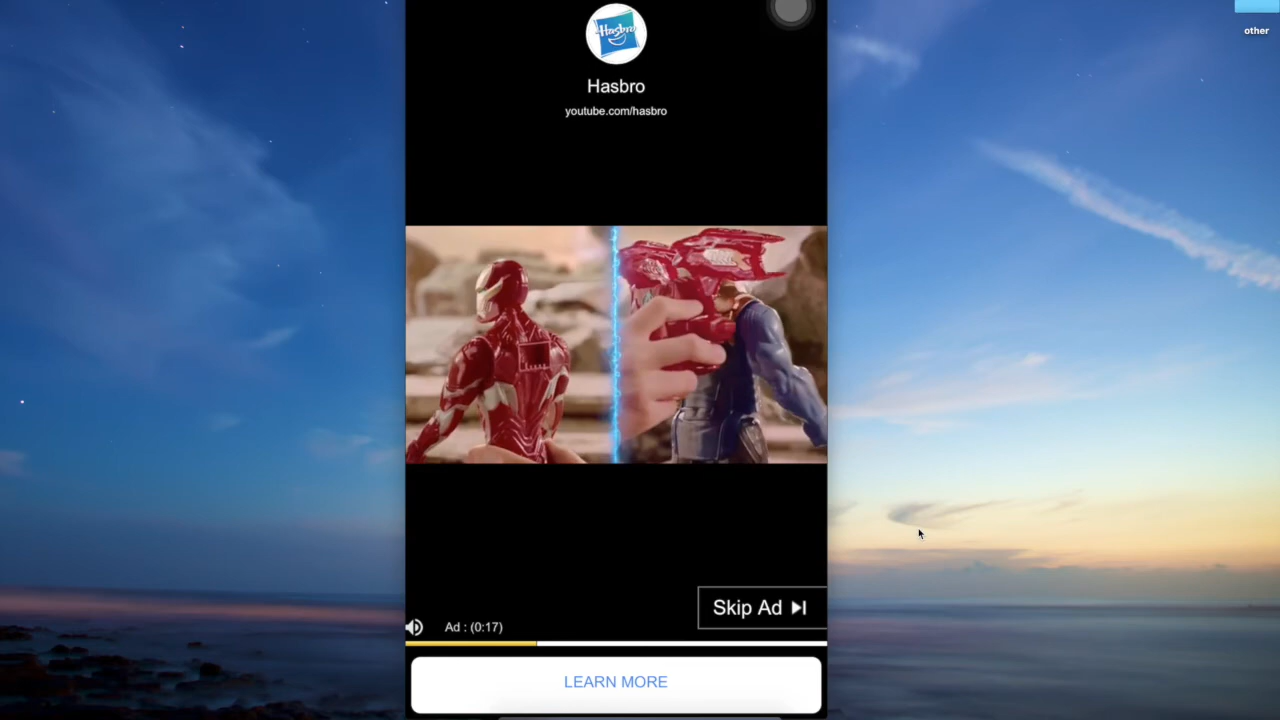 other
Hasbro
Hasbro
youtube.com/hasbro
Skip Ad
Ad : (0:17)
LEARN MORE